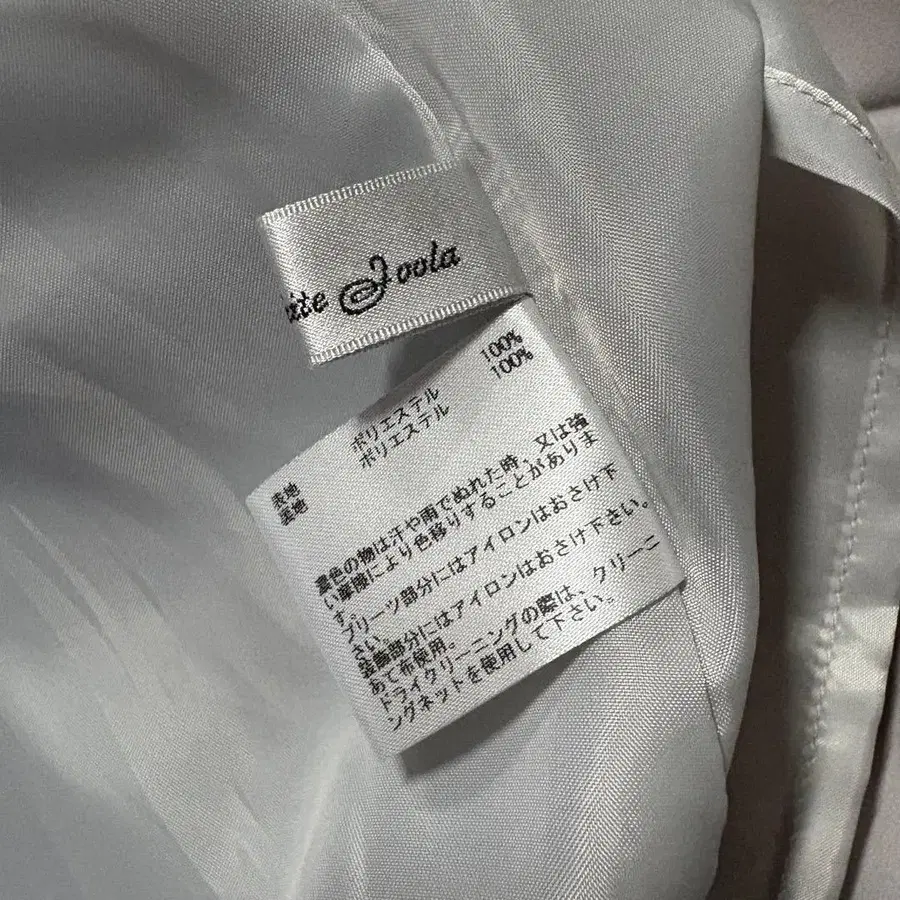 ite Joola
表地 ポリエステル 100%
裏地 ポリエステル 100%
濃色の物は汗や雨でぬれた時、又は強
い摩擦により色移りすることがありま
す。
プリーツ部分にはアイロンはおさけ下
さい。
装飾部分にはアイロンはおさけ下さい。
あて布使用。
ドライクリーニングの際は、クリーニ
ングネットを使用して下さい。